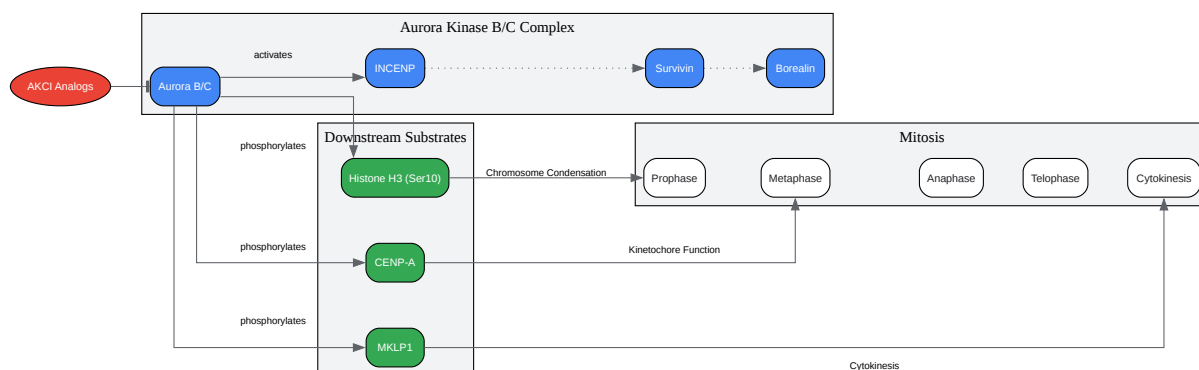 Aurora Kinase B/C Complex
activates
INCENP
Survivin
Borealin
AKCI Analogs
Aurora B/C
Downstream Substrates
Mitosis
phosphorylates
Histone H3 (Ser10)
Chromosome Condensation
Prophase
Metaphase
Anaphase
Telophase
Cytokinesis
phosphorylates
Kinetochore Function
CENP-A
phosphorylates
MKLP1
Cytokinesis